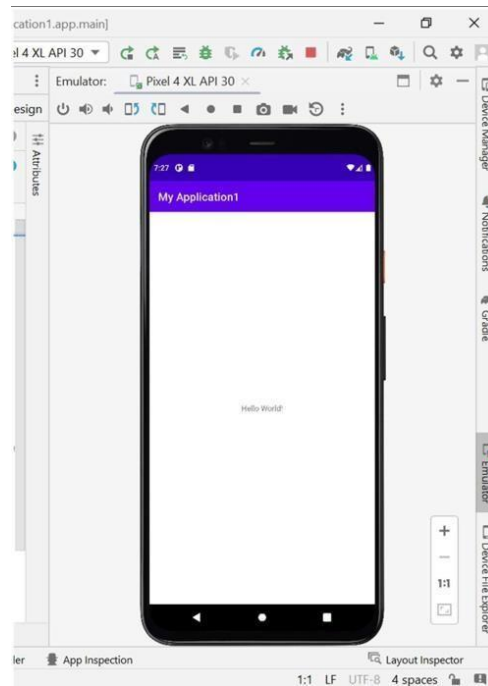 cation1.app.main]
el 4 XL API 30
Emulator: Pixel 4 XL API 30
esign
Attributes
7:27
My Application1
Hello World!
1:1
Device Manager
Notifications
Gradle
Emulator
Device File Explorer
ler App Inspection Layout Inspector
1:1 LF UTF-8 4 spaces